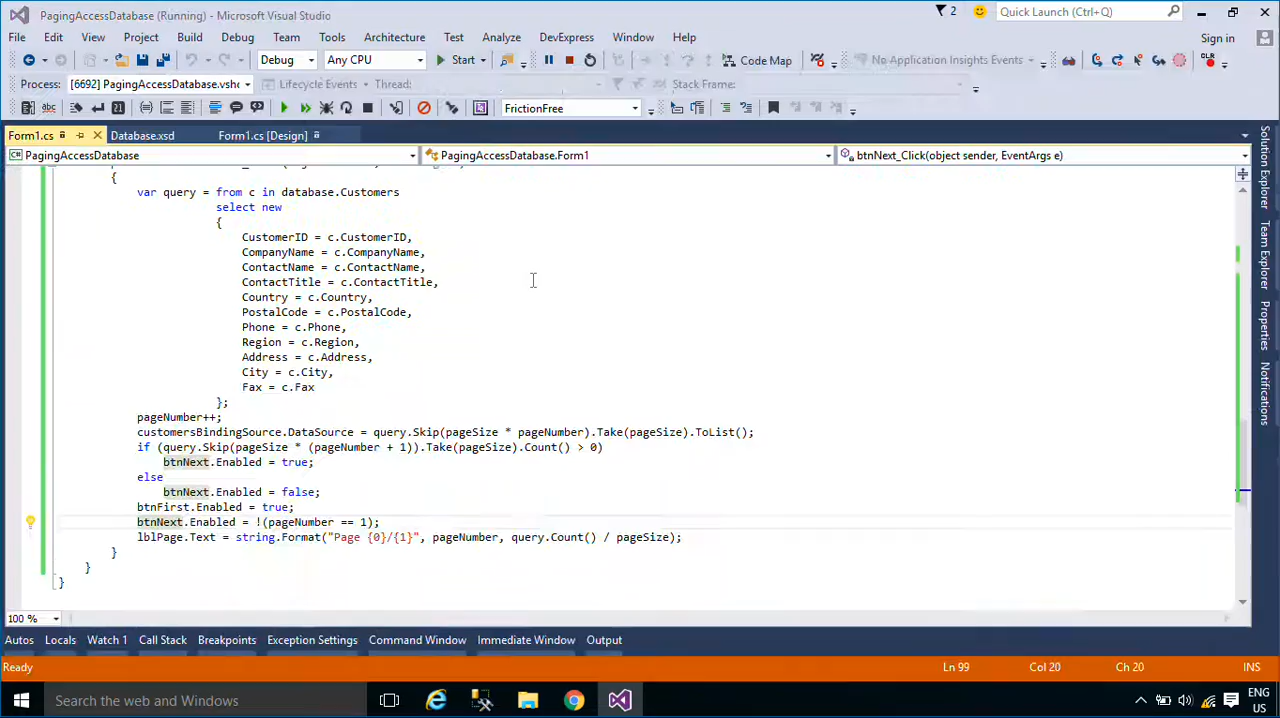 PagingAccessDatabase (Running) - Microsoft Visual Studio
2
Quick Launch (Ctrl+Q)
File Edit View Project Build Debug Team Tools Architecture Test Analyze DevExpress Window Help
Sign in
Debug Any CPU Start Code Map No Application Insights Events
Process: [6692] PagingAccessDatabase.vshc Lifecycle Events Thread: Stack Frame:
FrictionFree
Form1.cs Database.xsd Form1.cs [Design]
PagingAccessDatabase PagingAccessDatabase.Form1 btnNext_Click(object sender, EventArgs e)
{
var query = from c in database.Customers
select new
{
CustomerID = c.CustomerID,
CompanyName = c.CompanyName,
ContactName = c.ContactName,
ContactTitle = c.ContactTitle,
Country = c.Country,
PostalCode = c.PostalCode,
Phone = c.Phone,
Region = c.Region,
Address = c.Address,
City = c.City,
Fax = c.Fax
};
pageNumber++;
customersBindingSource.DataSource = query.Skip(pageSize * pageNumber).Take(pageSize).ToList();
if (query.Skip(pageSize * (pageNumber + 1)).Take(pageSize).Count() > 0)
btnNext.Enabled = true;
else
btnNext.Enabled = false;
btnFirst.Enabled = true;
btnNext.Enabled = !(pageNumber == 1);
lblPage.Text = string.Format("Page {0}/{1}", pageNumber, query.Count() / pageSize);
}
}
}
Solution Explorer
Team Explorer
Properties
Notifications
100 %
Autos Locals Watch 1 Call Stack Breakpoints Exception Settings Command Window Immediate Window Output
Ready Ln 99 Col 20 Ch 20 INS
Search the web and Windows
ENG
US